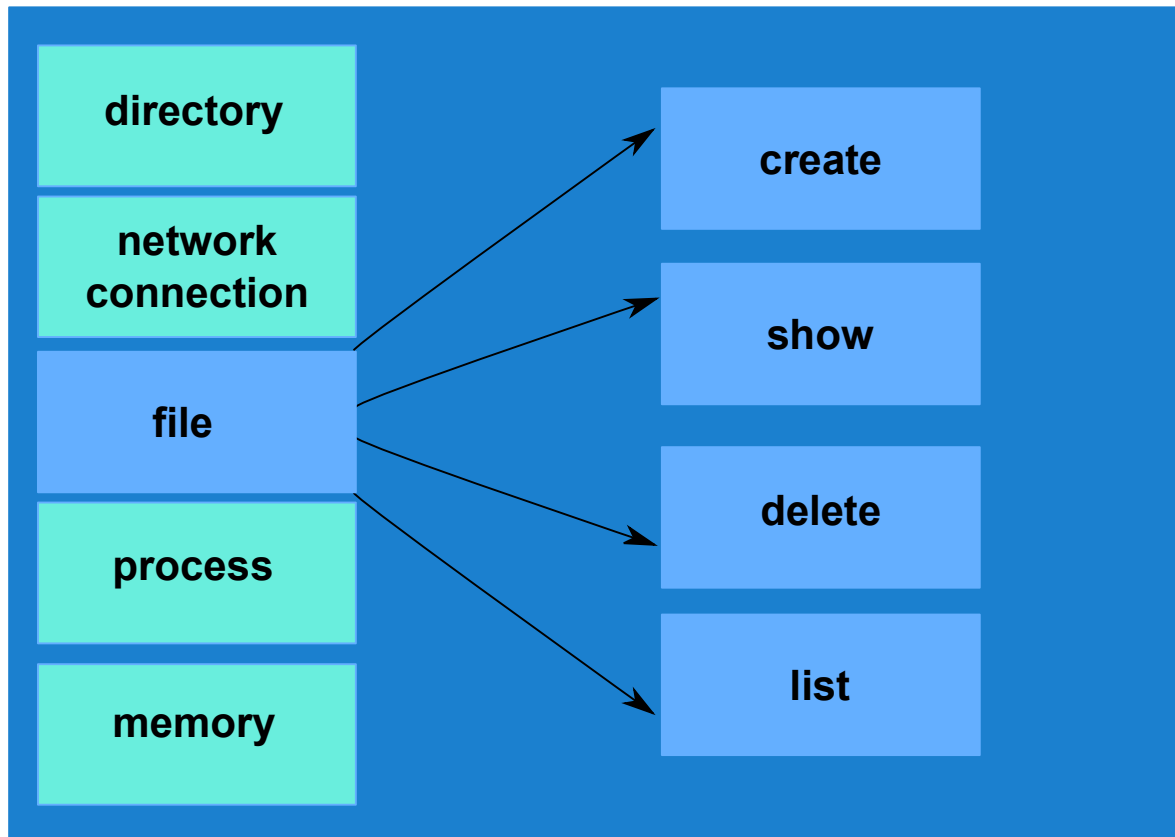 directory
network
connection
file
process
memory
create
show
delete
list